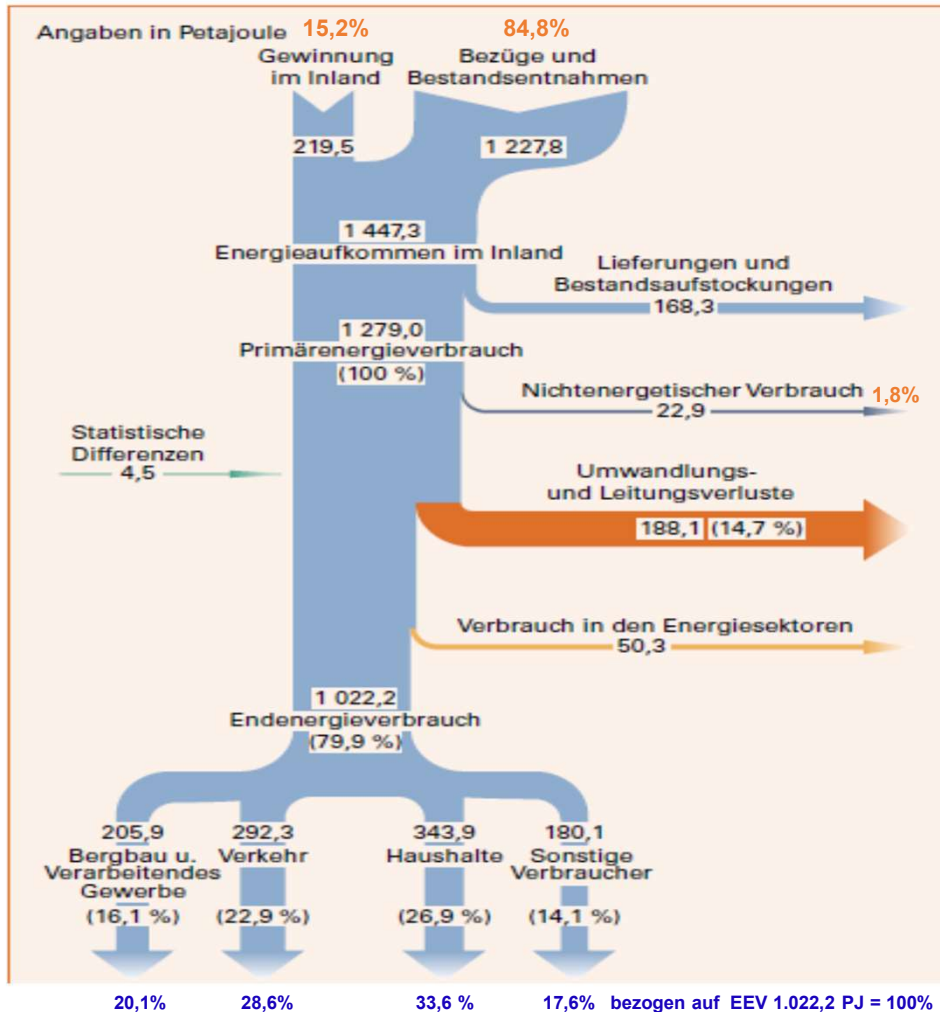 Angaben in Petajoule 15,2% 84,8%
Gewinnung
im Inland
Bezüge und
Bestandsentnahmen
219,5
1 227,8
1 447,3
Energieaufkommen im Inland
Lieferungen und
Bestandsaufstockungen
168,3
1 279,0
Primärenergieverbrauch
(100 %)
Nichtenergetischer Verbrauch 1,8%
22,9
Statistische
Differenzen
4,5
Umwandlungs-
und Leitungsverluste
188,1 (14,7 %)
Verbrauch in den Energiesektoren
50,3
1 022,2
Endenergieverbrauch
(79,9 %)
205,9
Bergbau u.
Verarbeitendes
Gewerbe
(16,1 %)
292,3
Verkehr
(22,9 %)
343,9
Haushalte
(26,9 %)
180,1
Sonstige
Verbraucher
(14,1 %)
20,1% 28,6% 33,6 % 17,6% bezogen auf EEV 1.022,2 PJ = 100%